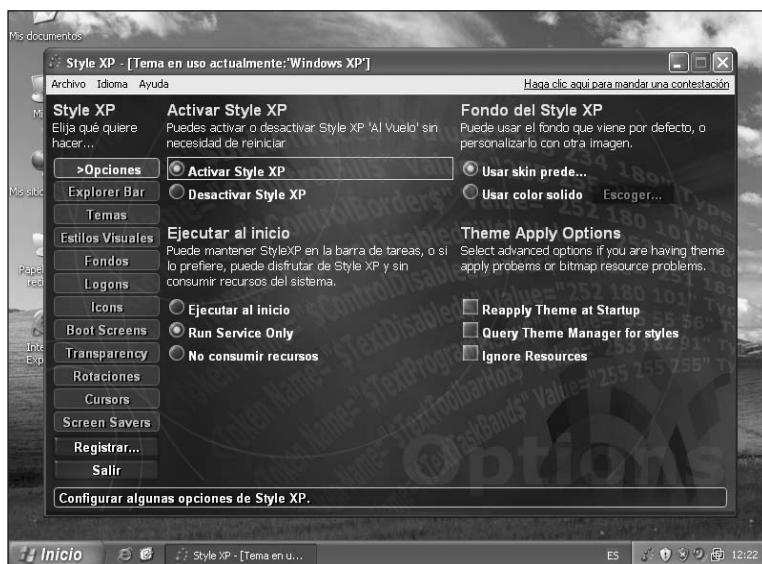 Mis documentos
Style XP - [Tema en uso actualmente:'Windows XP']
Archivo Idioma Ayuda
Haga clic aqui para mandar una contestación
Style XP
Elija qué quiere
hacer...
>Opciones
Explorer Bar
Temas
Estilos Visuales
Fondos
Logons
Icons
Boot Screens
Transparency
Rotaciones
Cursors
Screen Savers
Registrar...
Salir
Activar Style XP
Puedes activar o desactivar Style XP 'Al Vuelo' sin
necesidad de reiniciar
Activar Style XP
Desactivar Style XP
Ejecutar al inicio
Puede mantener StyleXP en la barra de tareas, o si
lo prefiere, puede disfrutar de Style XP y sin
consumir recursos del sistema.
Ejecutar al inicio
Run Service Only
No consumir recursos
Fondo del Style XP
Puede usar el fondo que viene por defecto, o
personalizarlo con otra imagen.
Usar skin prede...
Usar color solido
Escoger...
Theme Apply Options
Select advanced options if you are having theme
apply probems or bitmap resource problems.
Reapply Theme at Startup
Query Theme Manager for styles
Ignore Resources
Options
Configurar algunas opciones de Style XP.
Inicio
Style XP - [Tema en u...
ES
12:22